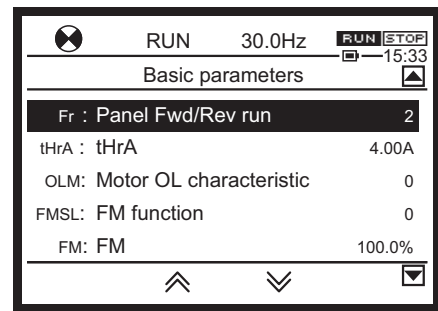 RUN 30.0Hz RUN STOP
15:33
Basic parameters
Fr : Panel Fwd/Rev run 2
tHrA : tHrA 4.00A
OLM: Motor OL characteristic 0
FMSL: FM function 0
FM: FM 100.0%